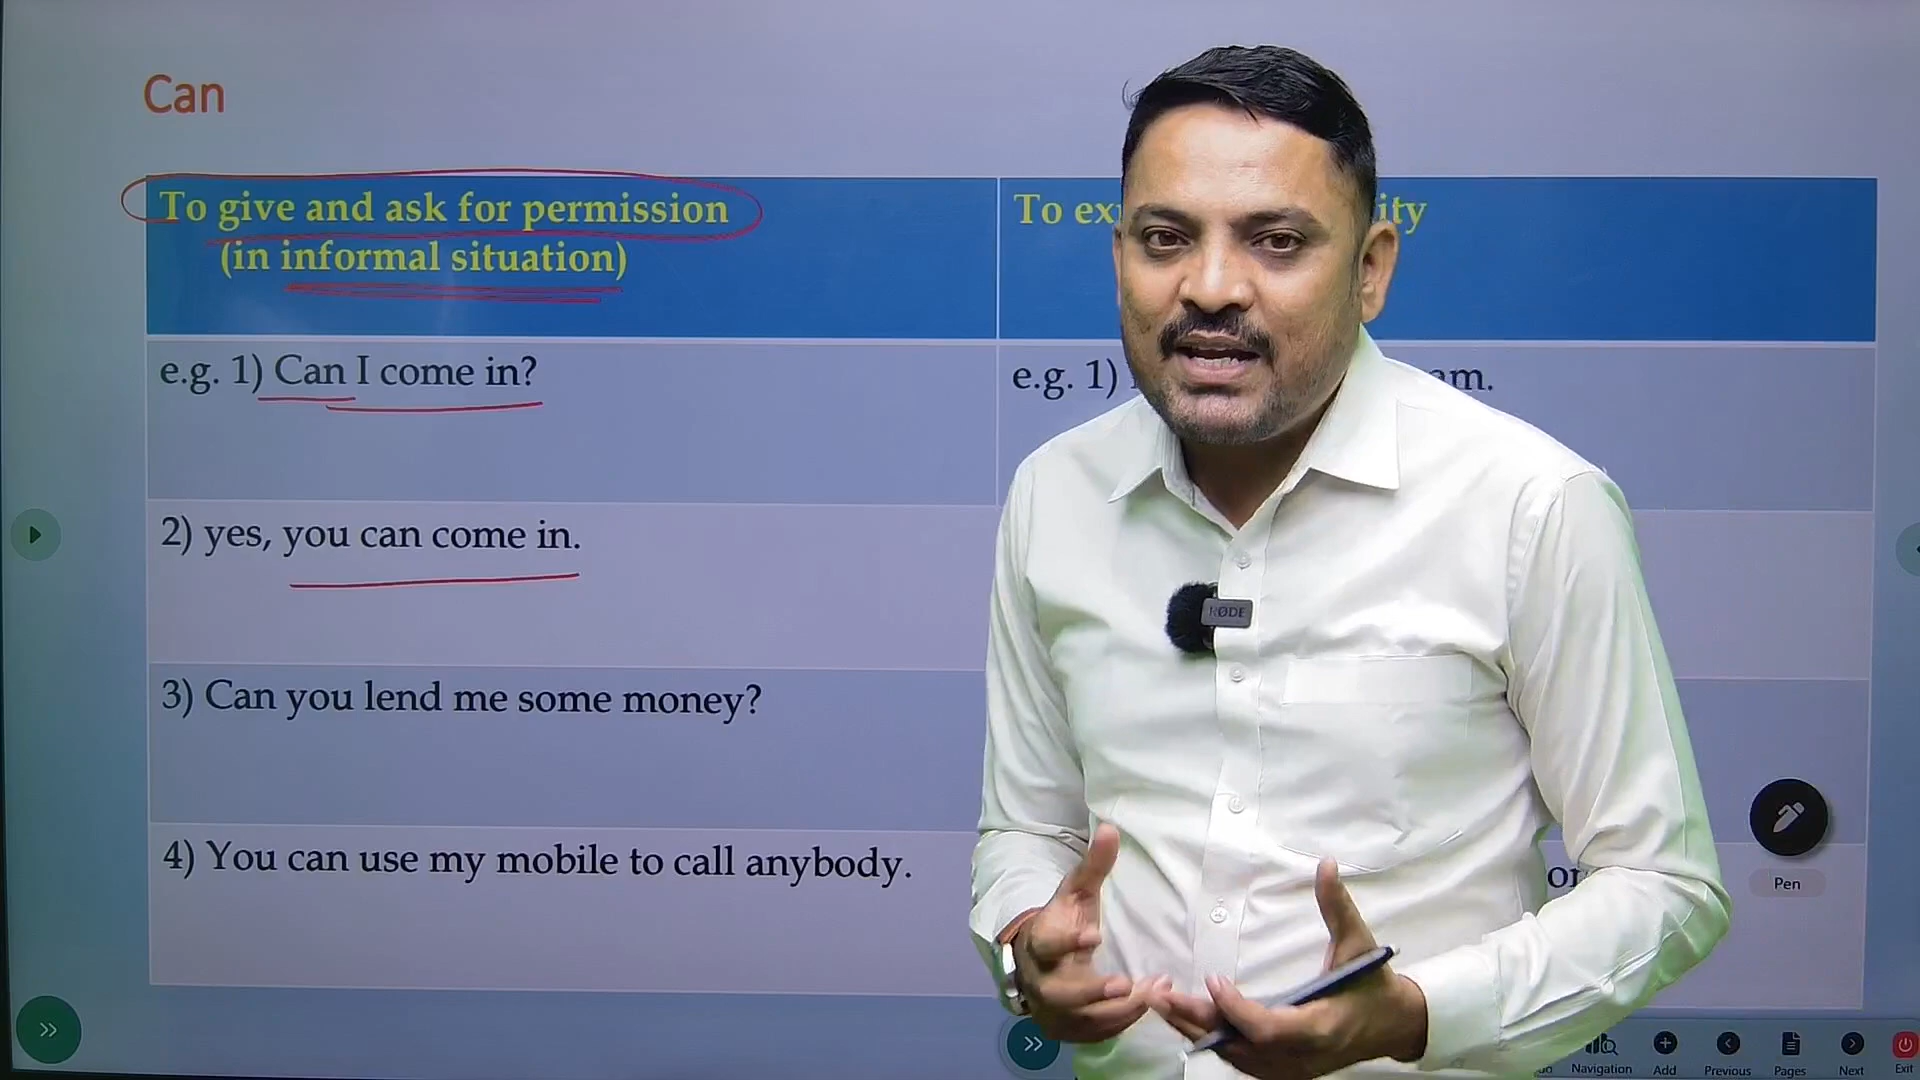 Can
To give and ask for permission
(in informal situation)
To ex
ity
e.g. 1) Can I come in?
e.g. 1)
am.
2) yes, you can come in.
3) Can you lend me some money?
4) You can use my mobile to call anybody.
or
RØDE
Pen
Navigation
Add
Previous
Pages
Next
Exit